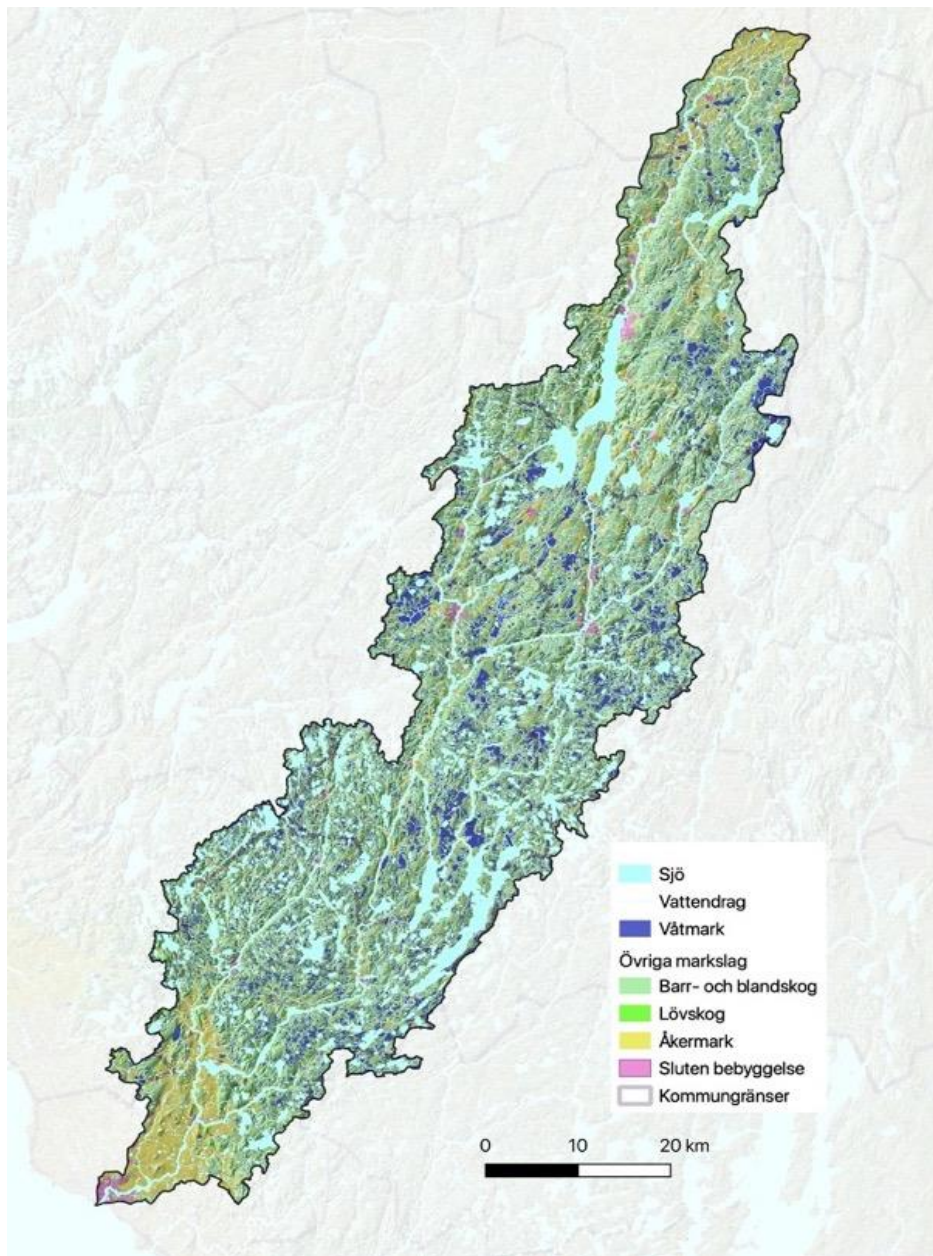 Sjö
Vattendrag
Våtmark
Övriga markslag
Barr- och blandskog
Lövskog
Åkermark
Sluten bebyggelse
Kommungränser
0 10 20 km